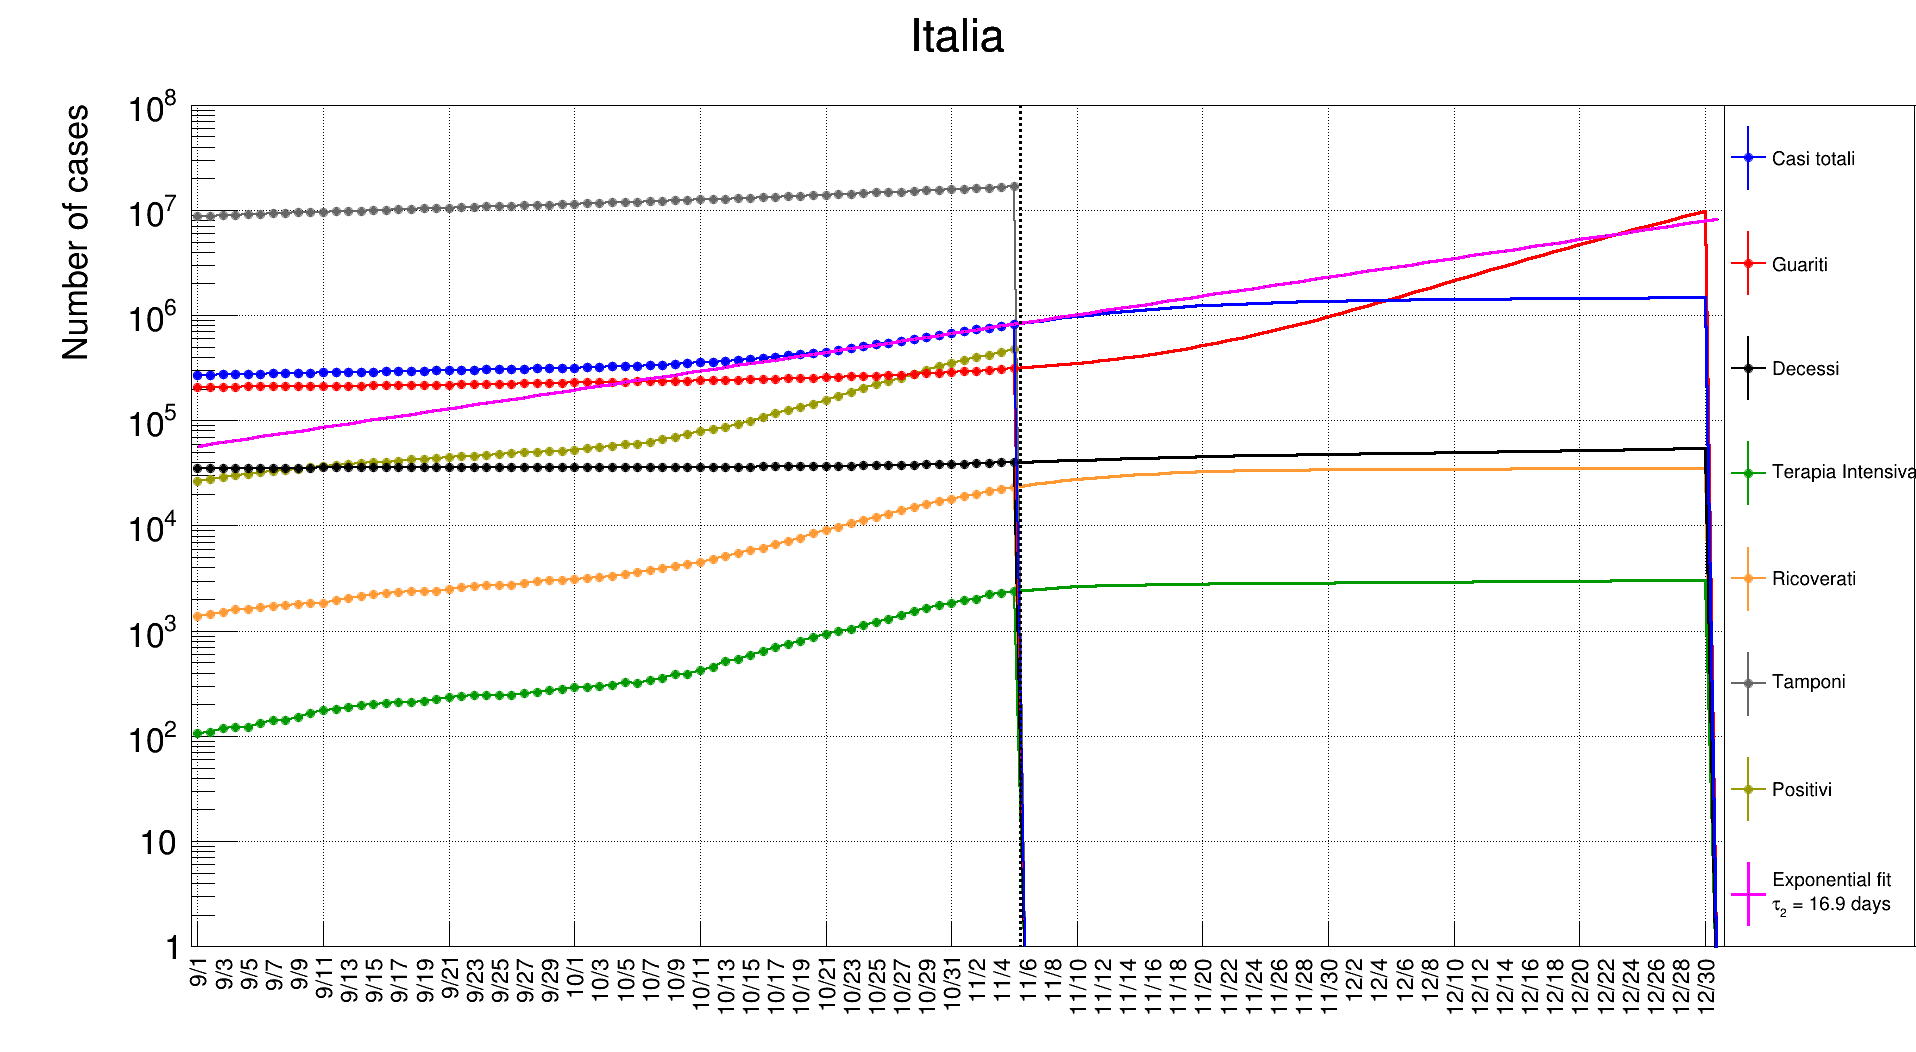 Italia
Number of cases
10^8
10^7
10^6
10^5
10^4
10^3
10^2
10
1
9/1 9/3 9/5 9/7 9/9 9/11 9/13 9/15 9/17 9/19 9/21 9/23 9/25 9/27 9/29 10/1 10/3 10/5 10/7 10/9 10/11 10/13 10/15 10/17 10/19 10/21 10/23 10/25 10/27 10/29 10/31 11/2 11/4 11/6 11/8 11/10 11/12 11/14 11/16 11/18 11/20 11/22 11/24 11/26 11/28 11/30 12/2 12/4 12/6 12/8 12/10 12/12 12/14 12/16 12/18 12/20 12/22 12/24 12/26 12/28 12/30
Casi totali
Guariti
Decessi
Terapia Intensiva
Ricoverati
Tamponi
Positivi
Exponential fit
τ_2 = 16.9 days